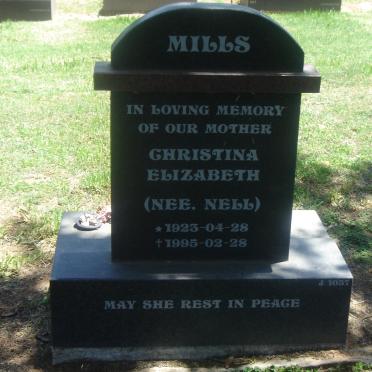 MILLS
IN LOVING MEMORY
OF OUR MOTHER
CHRISTINA
ELIZABETH
(NEE. NELL)
★ 1923-04-28
† 1995-02-28
J 1037
MAY SHE REST IN PEACE